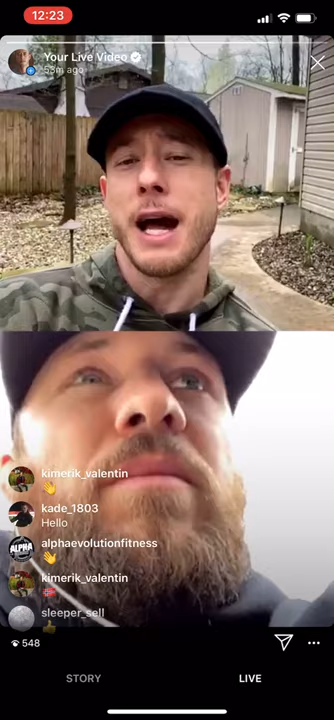 12:23
Your Live Video
53m ago
kimerik_valentin
👋
kade_1803
Hello
ALPHA
alphaevolutionfitness
👋
kimerik_valentin
🇳🇴
sleeper_sell
👍
548
STORY
LIVE